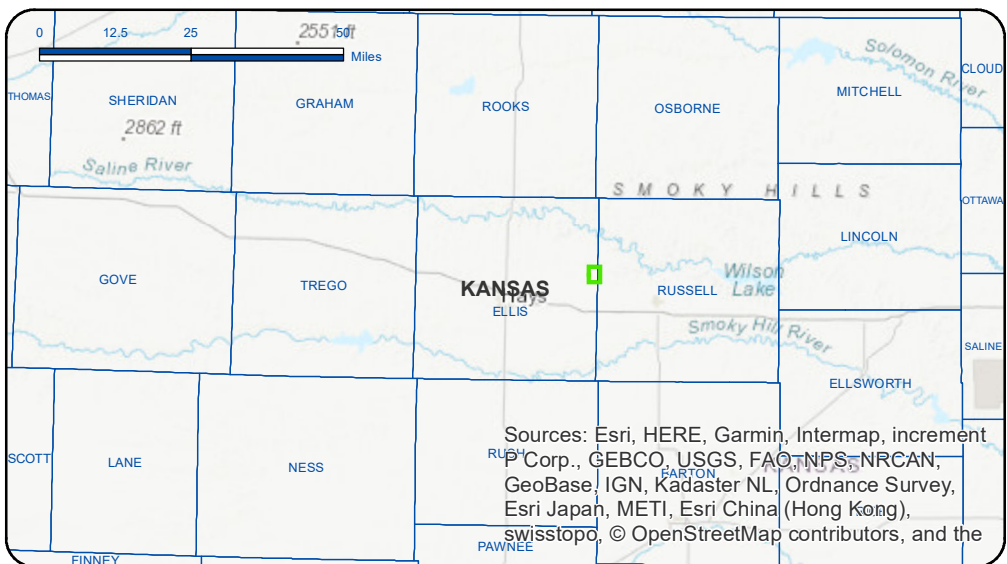 0 12.5 25 50
Miles
2551 ft
THOMAS
SHERIDAN
GRAHAM
ROOKS
OSBORNE
MITCHELL
CLOUD
Solomon River
2862 ft
Saline River
SMOKY HILLS
OTTAWA
LINCOLN
GOVE
TREGO
KANSAS
Hays
ELLIS
RUSSELL
Wilson
Lake
Smoky Hill River
SALINE
ELLSWORTH
SCOTT
LANE
NESS
RUSH
BARTON
KANSAS
PAWNEE
FINNEY
Sources: Esri, HERE, Garmin, Intermap, increment
P Corp., GEBCO, USGS, FAO, NPS, NRCAN,
GeoBase, IGN, Kadaster NL, Ordnance Survey,
Esri Japan, METI, Esri China (Hong Kong),
swisstopo, © OpenStreetMap contributors, and the